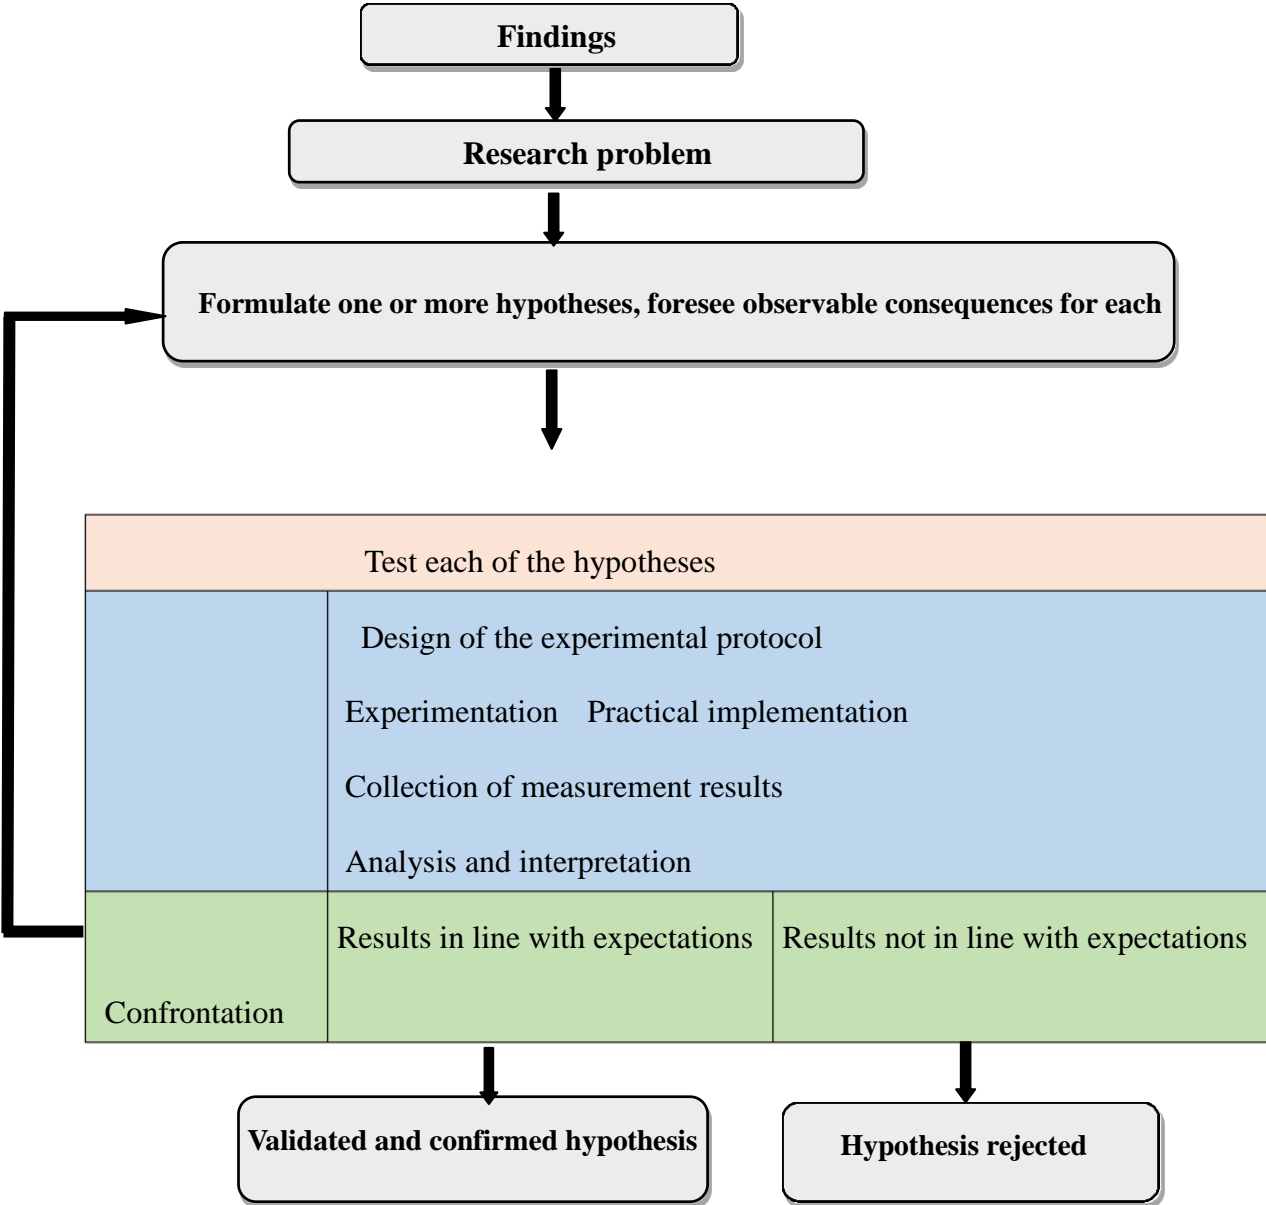 Findings
Research problem
Formulate one or more hypotheses, foresee observable consequences for each
Test each of the hypotheses
Design of the experimental protocol
Experimentation Practical implementation
Collection of measurement results
Analysis and interpretation
Results in line with expectations
Results not in line with expectations
Confrontation
Validated and confirmed hypothesis
Hypothesis rejected